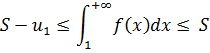 S − u₁ ≤ ∫₁⁺∞ f(x)dx ≤ S